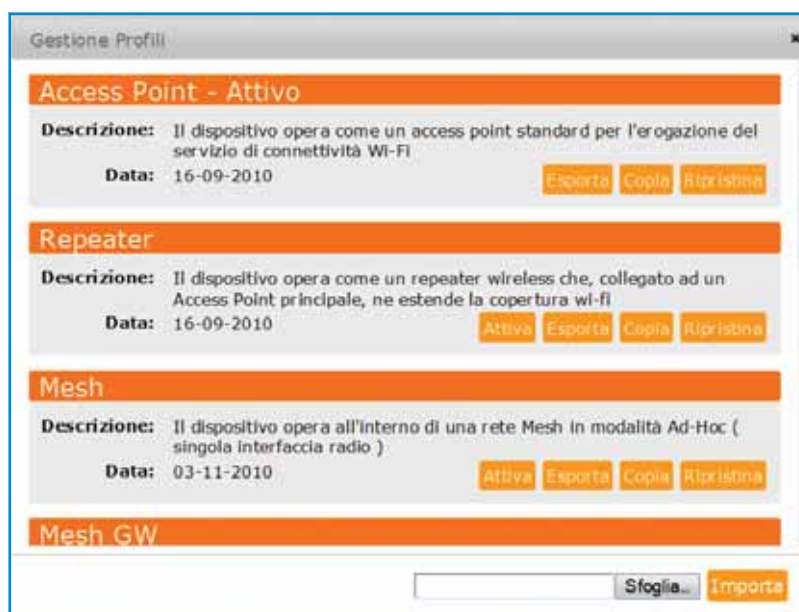 Gestione Profili
Access Point - Attivo
Descrizione: Il dispositivo opera come un access point standard per l'erogazione del
servizio di connettività Wi-Fi
Data: 16-09-2010
Esporta Copia Ripristina
Repeater
Descrizione: Il dispositivo opera come un repeater wireless che, collegato ad un
Access Point principale, ne estende la copertura wi-fi
Data: 16-09-2010
Attiva Esporta Copia Ripristina
Mesh
Descrizione: Il dispositivo opera all'interno di una rete Mesh in modalità Ad-Hoc (
singola interfaccia radio )
Data: 03-11-2010
Attiva Esporta Copia Ripristina
Mesh GW
Sfoglia... Importa